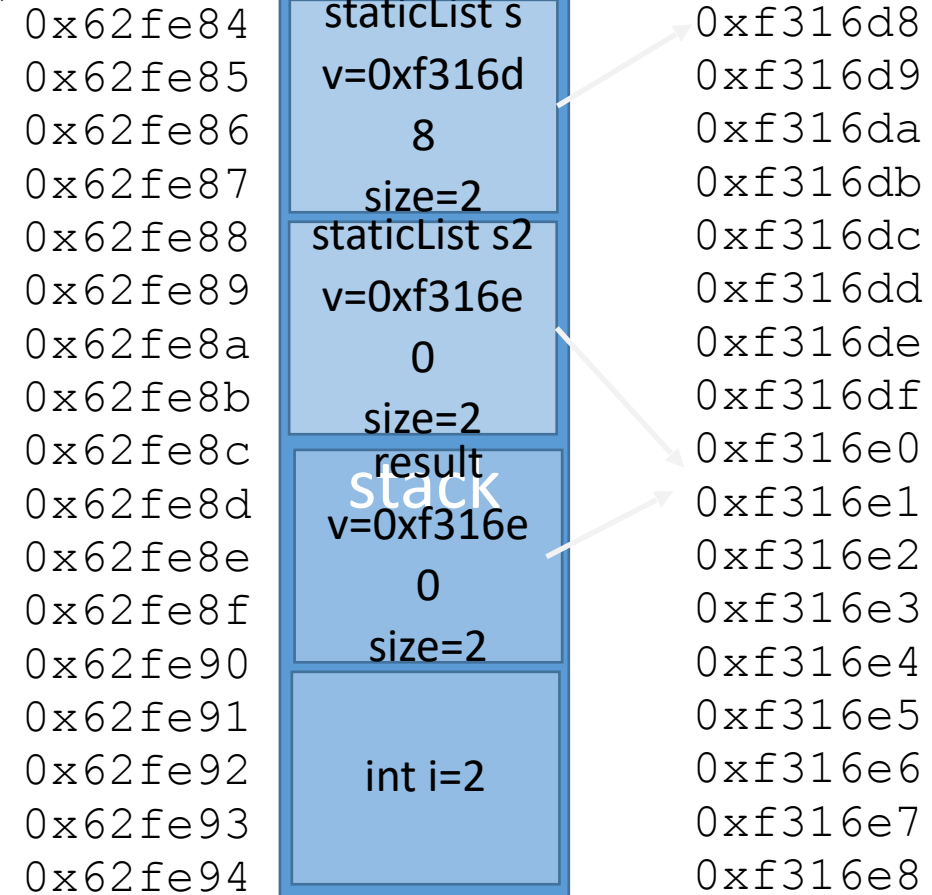 0x62fe84
0x62fe85
0x62fe86
0x62fe87
0x62fe88
0x62fe89
0x62fe8a
0x62fe8b
0x62fe8c
0x62fe8d
0x62fe8e
0x62fe8f
0x62fe90
0x62fe91
0x62fe92
0x62fe93
0x62fe94
staticList s
v=0xf316d
8
size=2
staticList s2
v=0xf316e
0
size=2
result
stack
v=0xf316e
0
size=2
int i=2
0xf316d8
0xf316d9
0xf316da
0xf316db
0xf316dc
0xf316dd
0xf316de
0xf316df
0xf316e0
0xf316e1
0xf316e2
0xf316e3
0xf316e4
0xf316e5
0xf316e6
0xf316e7
0xf316e8